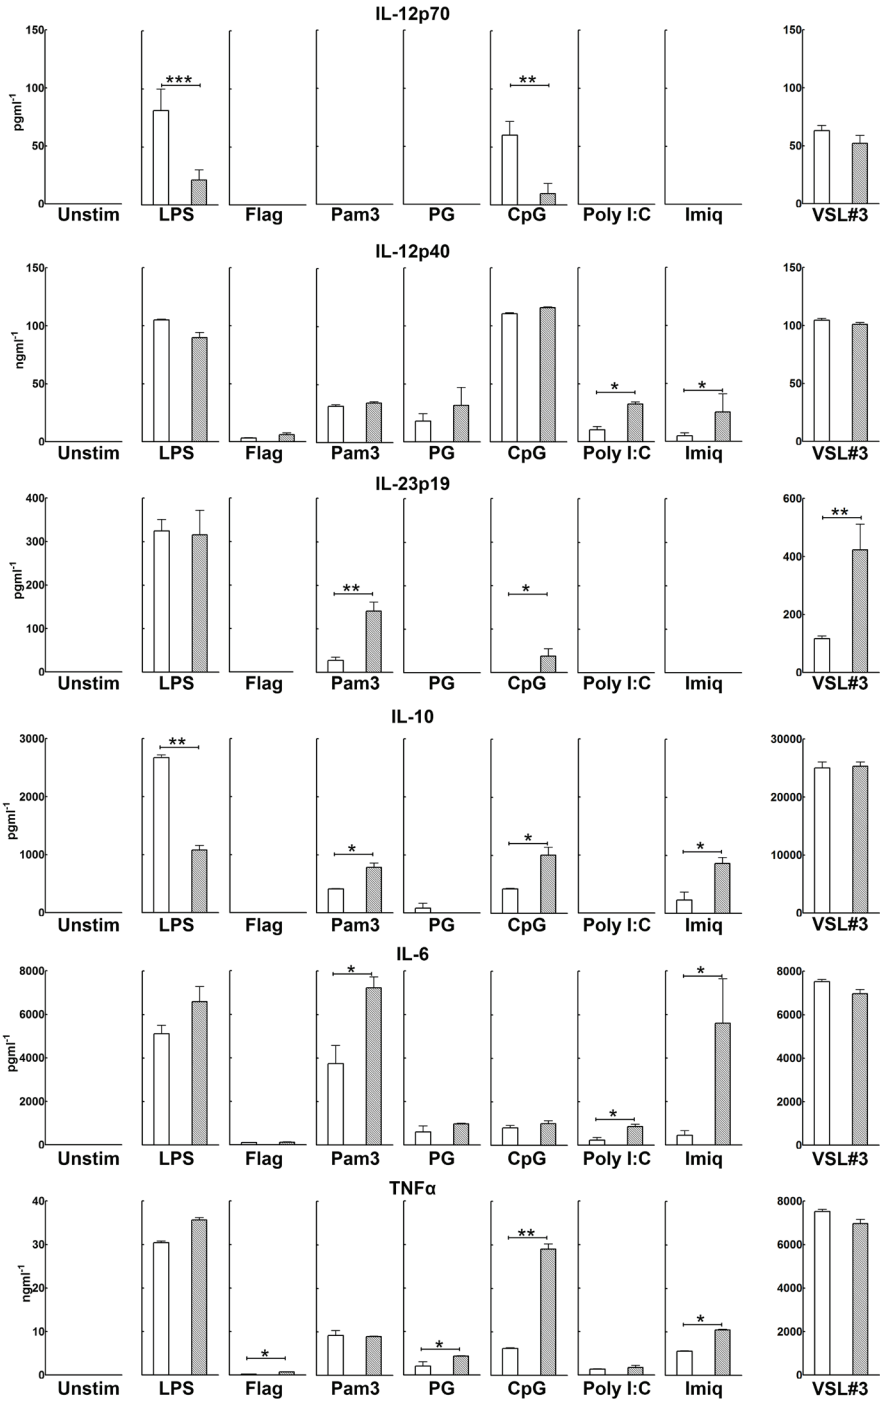 IL-12p70
150 150
*** **
100 100
pgml-1
50 50
0 0
Unstim LPS Flag Pam3 PG CpG Poly I:C Imiq VSL#3
IL-12p40
150 150
100 100
ngml-1
* *
50 50
0 0
Unstim LPS Flag Pam3 PG CpG Poly I:C Imiq VSL#3
IL-23p19
400 600
**
300
400
pgml-1
200
** *
200
100
0 0
Unstim LPS Flag Pam3 PG CpG Poly I:C Imiq VSL#3
IL-10
3000 30000
**
2000 20000
pgml-1
* * *
1000 10000
0 0
Unstim LPS Flag Pam3 PG CpG Poly I:C Imiq VSL#3
IL-6
8000 8000
* *
6000 6000
pgml-1
4000 4000
2000 2000
*
0 0
Unstim LPS Flag Pam3 PG CpG Poly I:C Imiq VSL#3
TNFα
40 8000
**
30 6000
ngml-1
20 4000
*
10 2000
* *
0 0
Unstim LPS Flag Pam3 PG CpG Poly I:C Imiq VSL#3